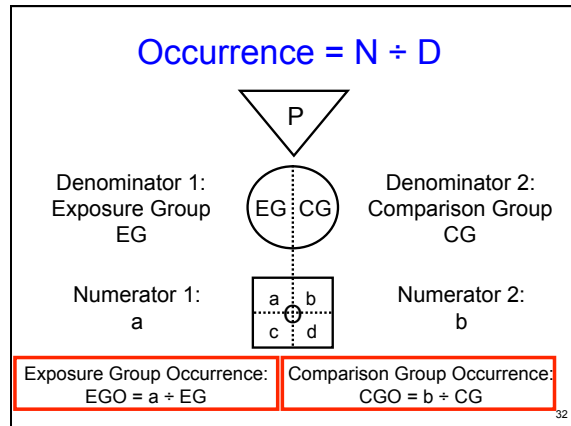 Occurrence = N ÷ D
P
Denominator 1:
Exposure Group
EG
EG CG
Denominator 2:
Comparison Group
CG
Numerator 1:
a
a b
c d
Numerator 2:
b
Exposure Group Occurrence:
EGO = a ÷ EG
Comparison Group Occurrence:
CGO = b ÷ CG
32